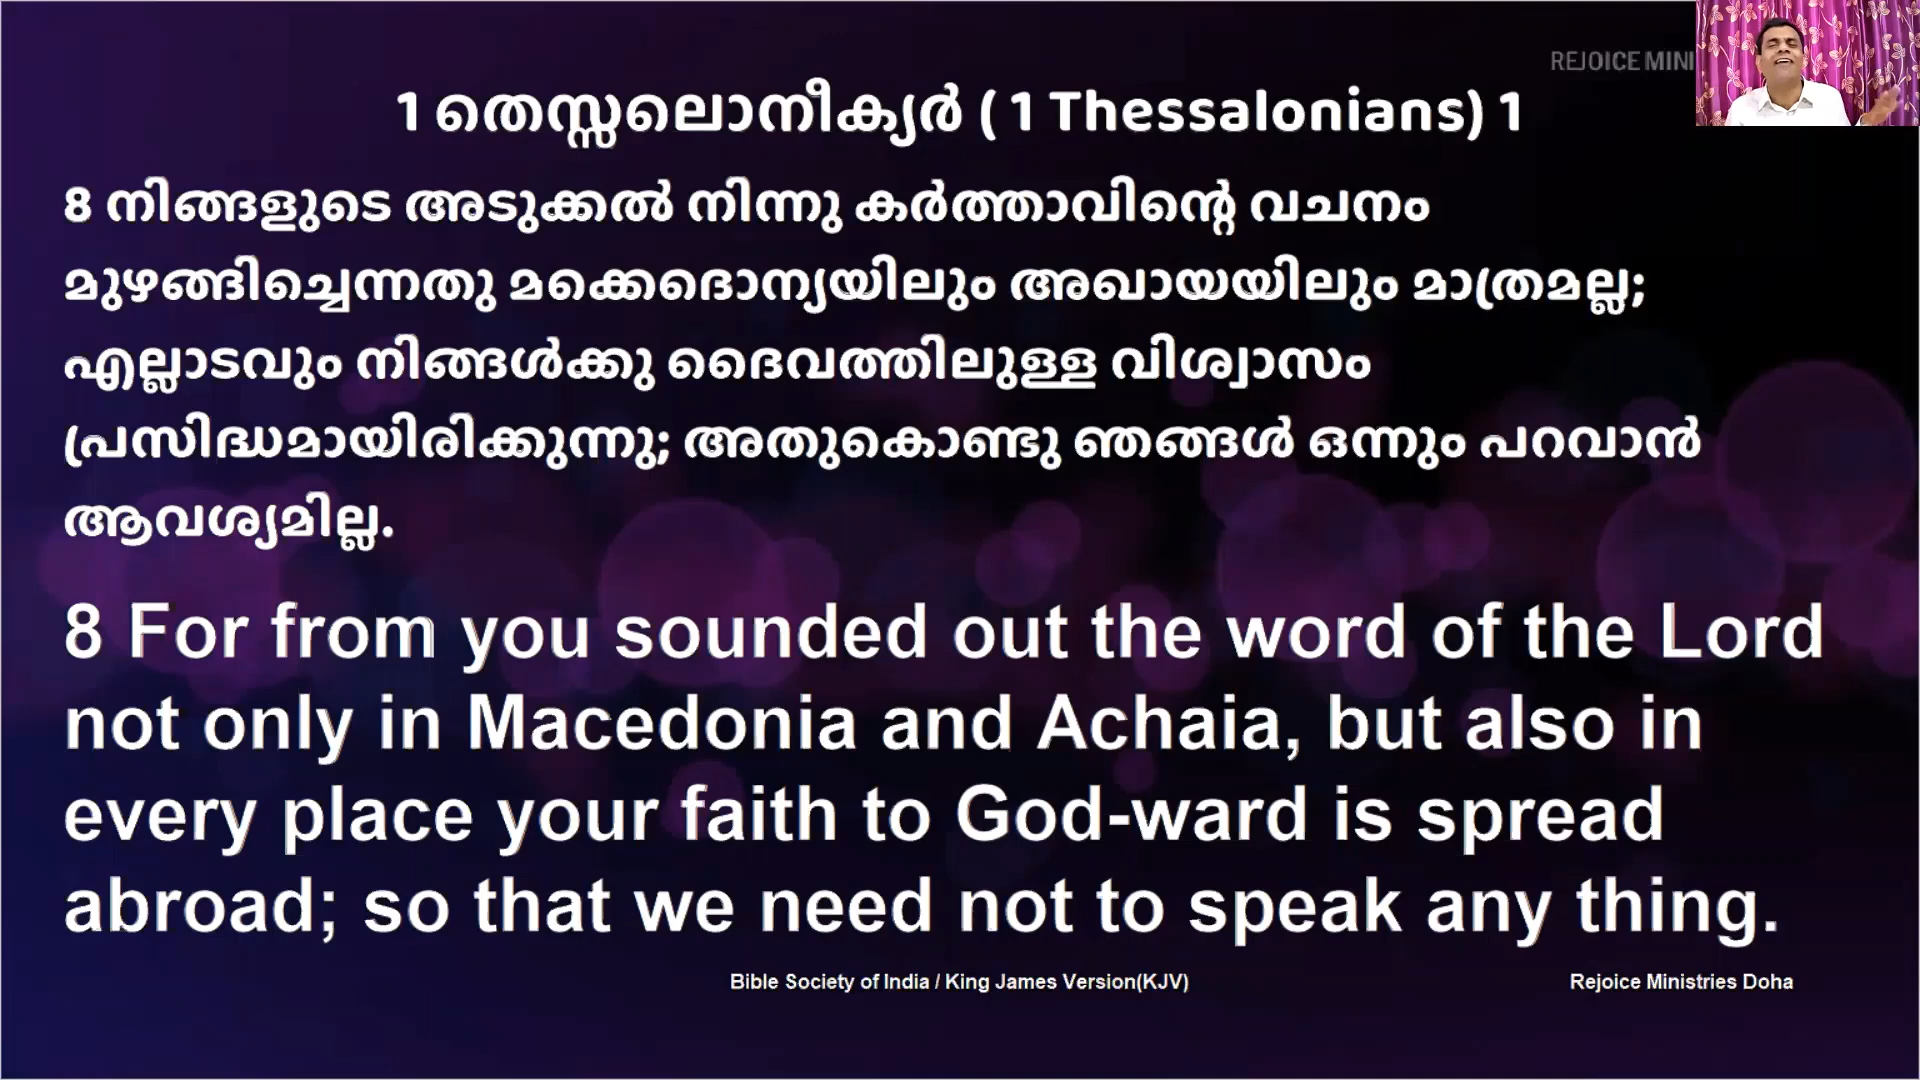 REJOICE MINI
1 തെസ്സലൊനീക്യർ ( 1 Thessalonians) 1
8 നിങ്ങളുടെ അടുക്കൽ നിന്നു കർത്താവിന്റെ വചനം
മുഴങ്ങിച്ചെന്നതു മക്കെദൊന്യയിലും അഖായയിലും മാത്രമല്ല;
എല്ലാടവും നിങ്ങൾക്കു ദൈവത്തിലുള്ള വിശ്വാസം
പ്രസിദ്ധമായിരിക്കുന്നു; അതുകൊണ്ടു ഞങ്ങൾ ഒന്നും പറവാൻ
ആവശ്യമില്ല.
8 For from you sounded out the word of the Lord
not only in Macedonia and Achaia, but also in
every place your faith to God-ward is spread
abroad; so that we need not to speak any thing.
Bible Society of India / King James Version(KJV)
Rejoice Ministries Doha